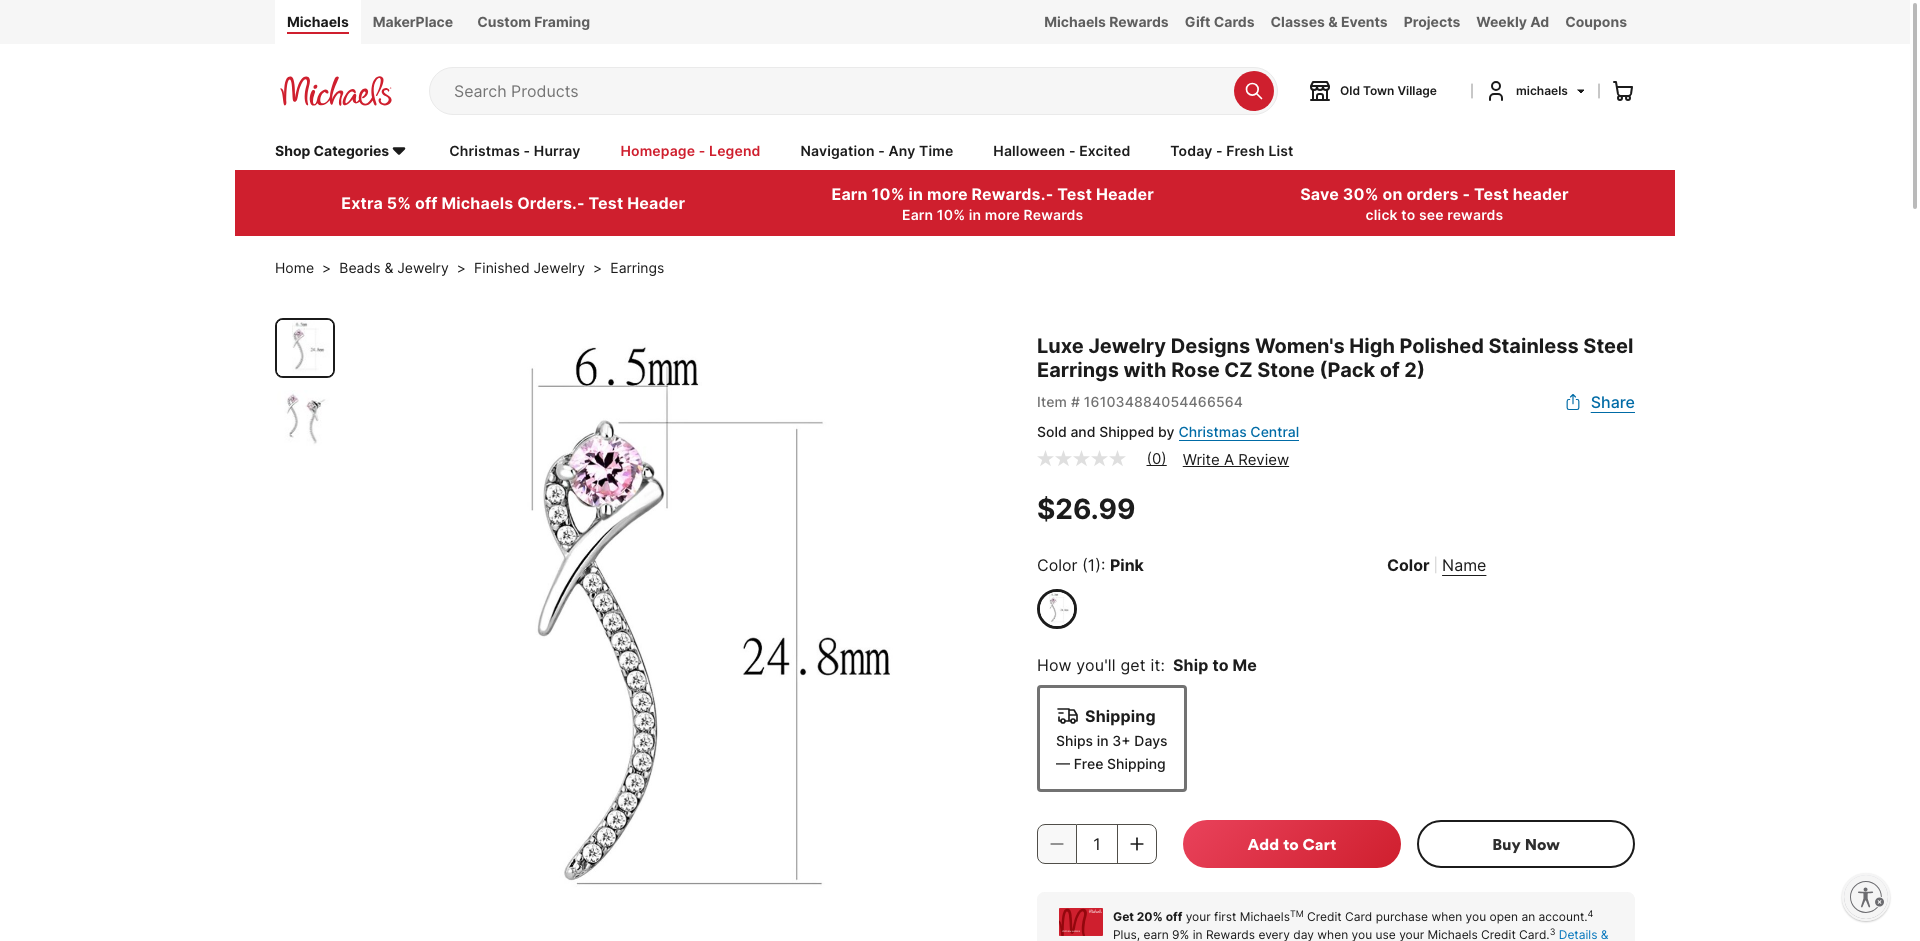 Michaels
MakerPlace
Custom Framing
Michaels Rewards
Gift Cards
Classes & Events
Projects
Weekly Ad
Coupons
Michaels
Search Products
Old Town Village
michaels
Shop Categories
Christmas - Hurray
Homepage - Legend
Navigation - Any Time
Halloween - Excited
Today - Fresh List
Extra 5% off Michaels Orders.- Test Header
Earn 10% in more Rewards.- Test Header
Earn 10% in more Rewards
Save 30% on orders - Test header
click to see rewards
Home > Beads & Jewelry > Finished Jewelry > Earrings
6.5mm
24.8mm
Luxe Jewelry Designs Women's High Polished Stainless Steel
Earrings with Rose CZ Stone (Pack of 2)
Item # 161034884054466564
Share
Sold and Shipped by Christmas Central
(0)
Write A Review
$26.99
Color (1): Pink
Color
Name
How you'll get it: Ship to Me
Shipping
Ships in 3+ Days
— Free Shipping
1
Add to Cart
Buy Now
Get 20% off your first Michaels™ Credit Card purchase when you open an account.⁴
Plus, earn 9% in Rewards every day when you use your Michaels Credit Card.³ Details &